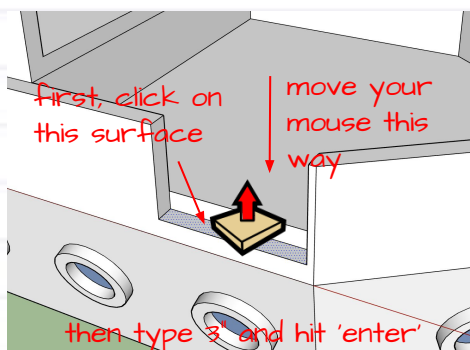 first, click on
this surface
move your
mouse this
way
then type 3" and hit 'enter'